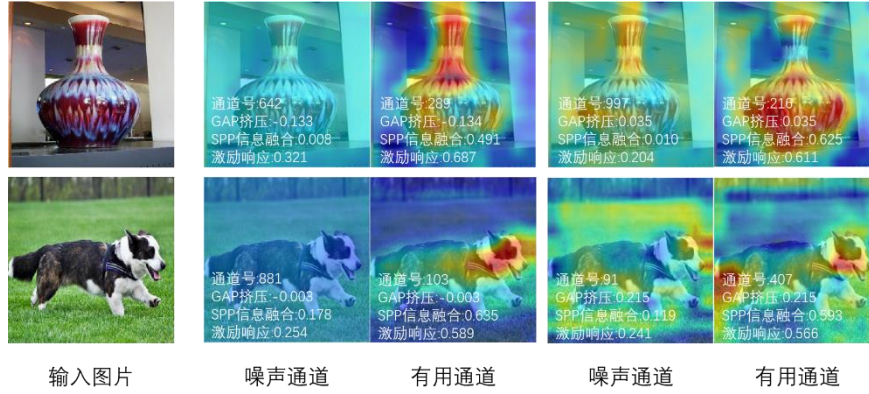 通道号:642
GAP挤压:-0.133
SPP信息融合:0.008
激励响应:0.321
通道号:289
GAP挤压:-0.134
SPP信息融合:0.491
激励响应:0.687
通道号:997
GAP挤压:0.035
SPP信息融合:0.010
激励响应:0.204
通道号:216
GAP挤压:0.035
SPP信息融合:0.625
激励响应:0.611
通道号:881
GAP挤压:-0.003
SPP信息融合:0.178
激励响应:0.254
通道号:103
GAP挤压:-0.003
SPP信息融合:0.635
激励响应:0.589
通道号:91
GAP挤压:0.215
SPP信息融合:0.119
激励响应:0.241
通道号:407
GAP挤压:0.215
SPP信息融合:0.593
激励响应:0.566
输入图片
噪声通道
有用通道
噪声通道
有用通道